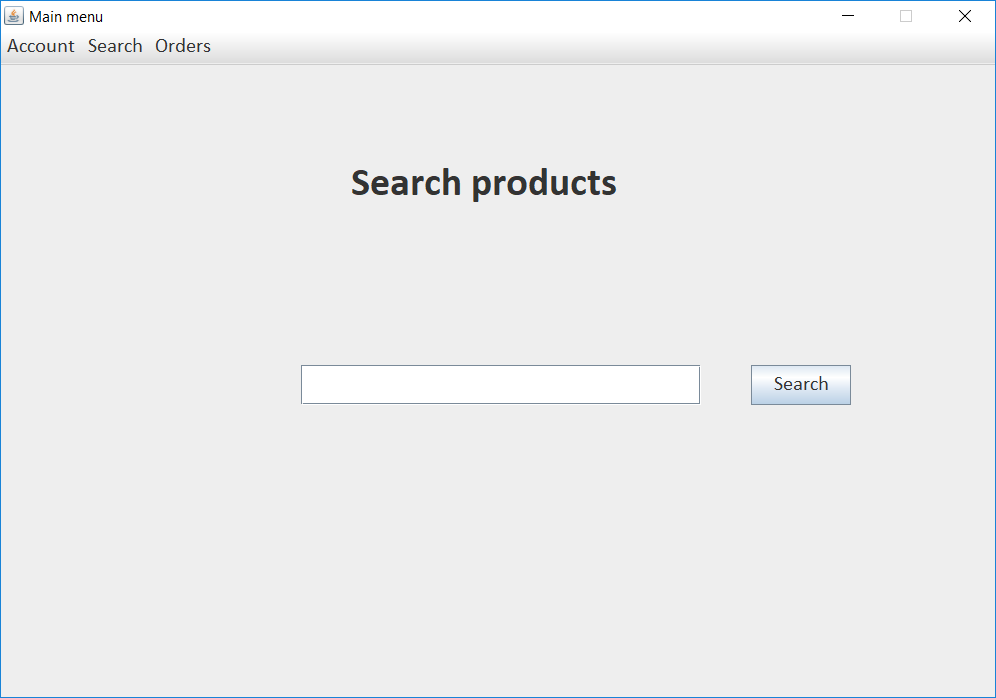 Main menu
Account Search Orders
Search products
Search